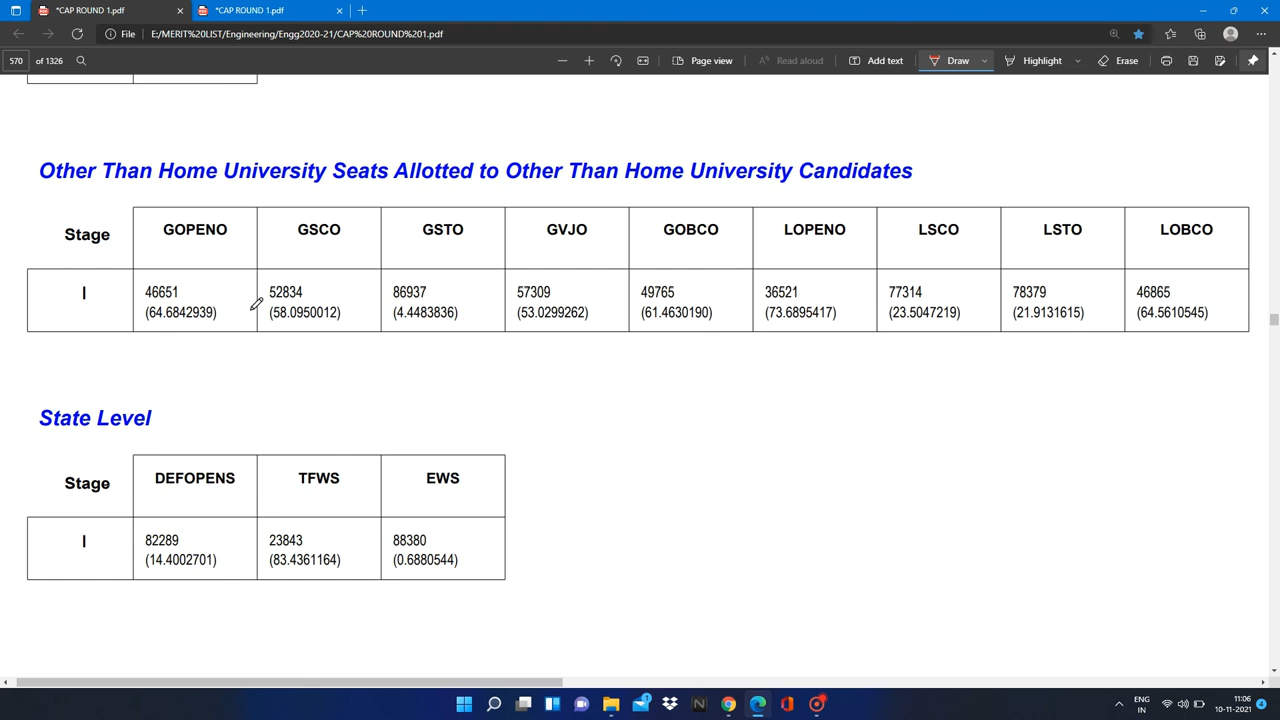 *CAP ROUND 1.pdf
*CAP ROUND 1.pdf
File
E:/MERIT%20LIST/Engineering/Engg2020-21/CAP%20ROUND%201.pdf
570 of 1326
Page view
Read aloud
Add text
Draw
Highlight
Erase
Other Than Home University Seats Allotted to Other Than Home University Candidates
Stage GOPENO GSCO GSTO GVJO GOBCO LOPENO LSCO LSTO LOBCO
I 46651 52834 86937 57309 49765 36521 77314 78379 46865
(64.6842939) (58.0950012) (4.4483836) (53.0299262) (61.4630190) (73.6895417) (23.5047219) (21.9131615) (64.5610545)
State Level
Stage DEFOPENS TFWS EWS
I 82289 23843 88380
(14.4002701) (83.4361164) (0.6880544)
ENG
IN
11:06
10-11-2021